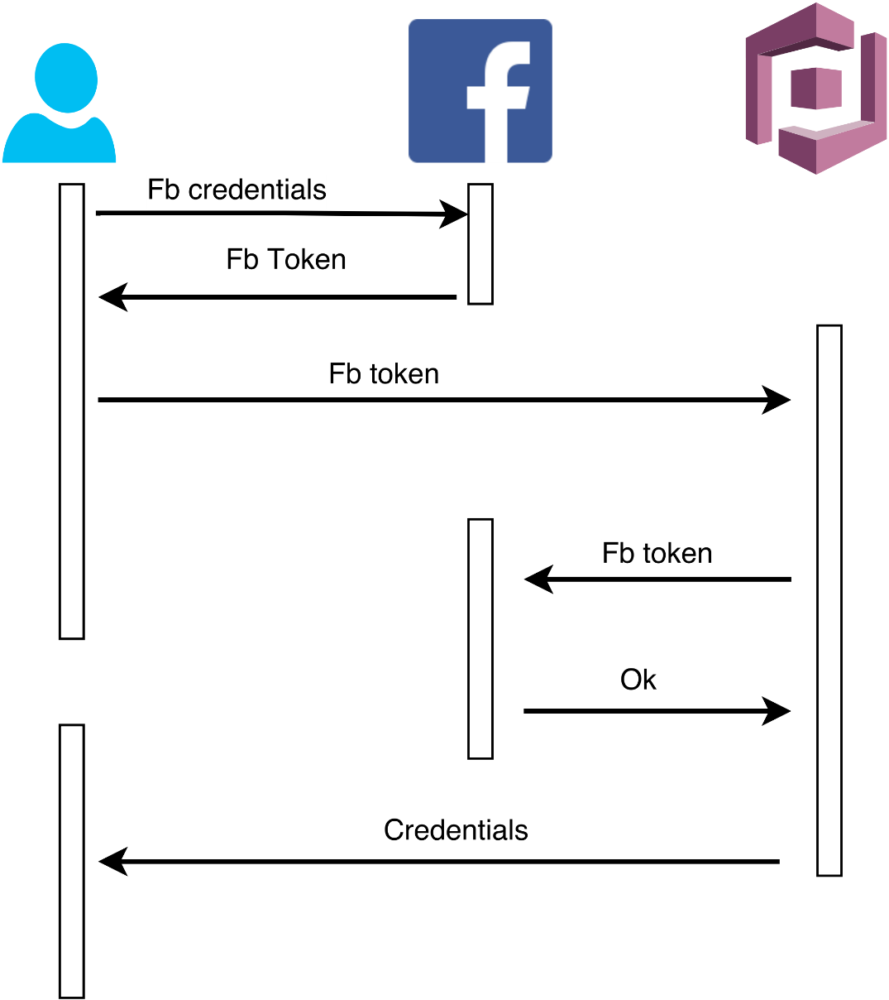 Fb credentials
Fb Token
Fb token
Fb token
Ok
Credentials